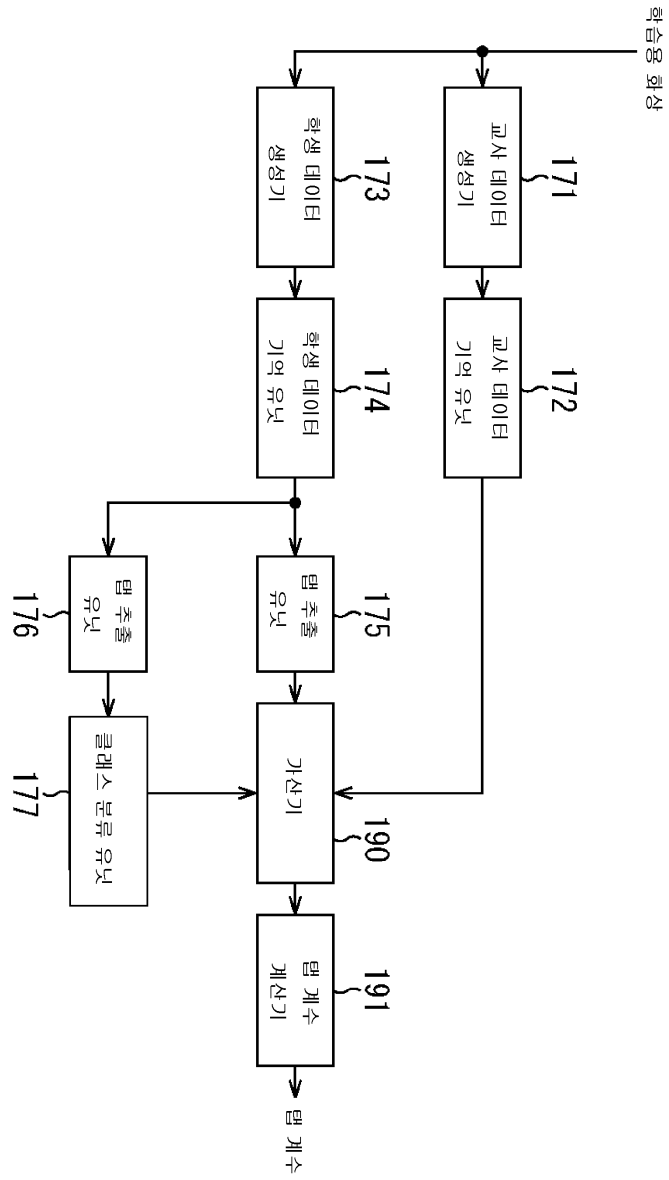 학습용 화상
171
교사 데이터
생성기
172
교사 데이터
기억 유닛
173
학생 데이터
생성기
174
학생 데이터
기억 유닛
175
탭 추출
유닛
190
가산기
191
탭 계수
계산기
탭 계수
176
탭 추출
유닛
177
클래스 분류 유닛